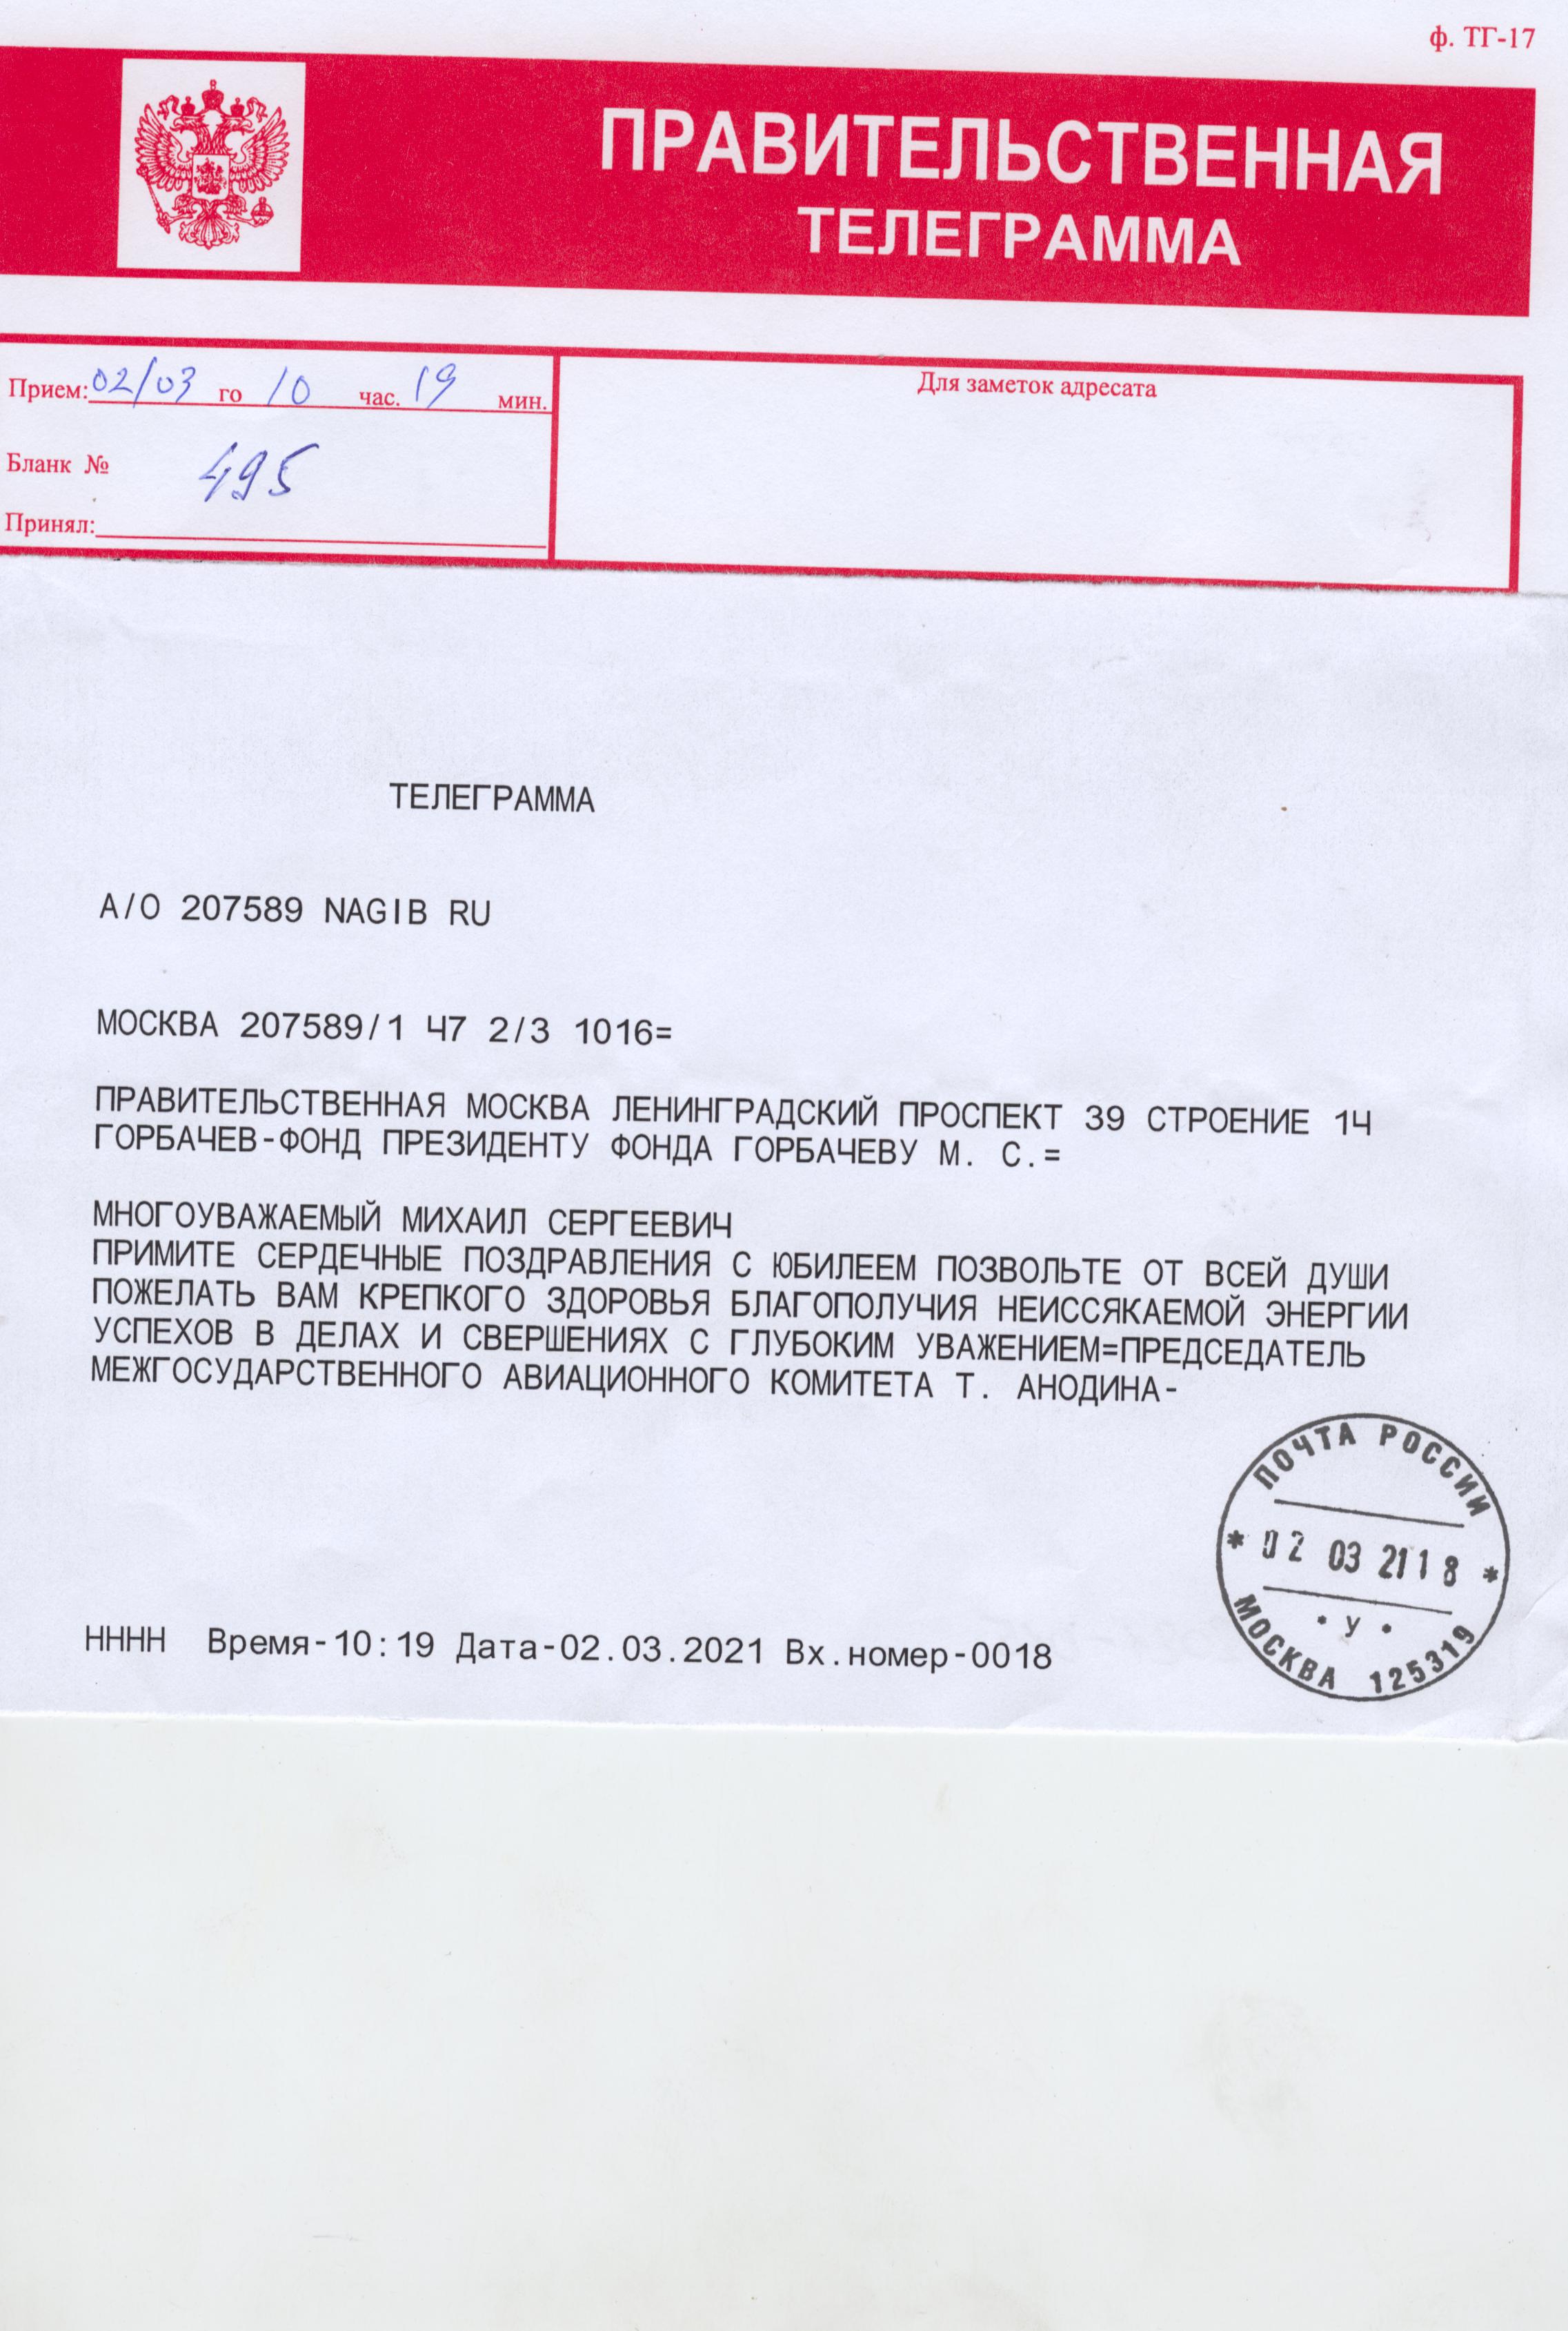 ф. ТГ-17
ПРАВИТЕЛЬСТВЕННАЯ
ТЕЛЕГРАММА
Прием: 02/03 го 10 час. 19 мин.
Бланк № 495
Принял:
Для заметок адресата
ТЕЛЕГРАММА
А/О 207589 NAGIB RU
МОСКВА 207589/1 Ч7 2/3 1016=
ПРАВИТЕЛЬСТВЕННАЯ МОСКВА ЛЕНИНГРАДСКИЙ ПРОСПЕКТ 39 СТРОЕНИЕ 1Ч
ГОРБАЧЕВ-ФОНД ПРЕЗИДЕНТУ ФОНДА ГОРБАЧЕВУ М. С.=
МНОГОУВАЖАЕМЫЙ МИХАИЛ СЕРГЕЕВИЧ
ПРИМИТЕ СЕРДЕЧНЫЕ ПОЗДРАВЛЕНИЯ С ЮБИЛЕЕМ ПОЗВОЛЬТЕ ОТ ВСЕЙ ДУШИ
ПОЖЕЛАТЬ ВАМ КРЕПКОГО ЗДОРОВЬЯ БЛАГОПОЛУЧИЯ НЕИССЯКАЕМОЙ ЭНЕРГИИ
УСПЕХОВ В ДЕЛАХ И СВЕРШЕНИЯХ С ГЛУБОКИМ УВАЖЕНИЕМ=ПРЕДСЕДАТЕЛЬ
МЕЖГОСУДАРСТВЕННОГО АВИАЦИОННОГО КОМИТЕТА Т. АНОДИНА-
ПОЧТА РОССИИ
* 02 03 21 18 *
• У •
МОСКВА 125319
НННН Время-10:19 Дата-02.03.2021 Вх.номер-0018